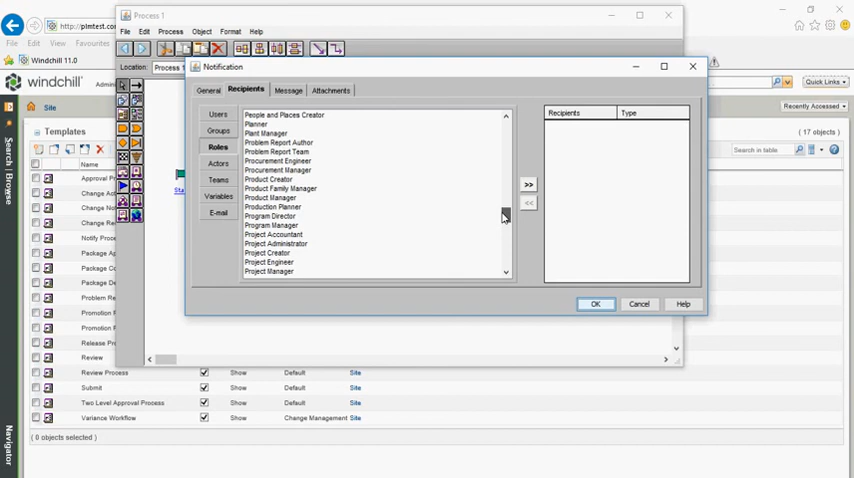 Process 1
http://plmtest.com
File Edit View Favourites
Windchill 11.0
windchill
Quick Links
Site
Recently Accessed
Search | Browse
Navigator
Templates
( 17 objects )
Search in table
Name
Approval Pr
Change Ac
Change No
Change Re
Notify Proce
Package Ap
Package Co
Package De
Problem Re
Promotion
Promotion
Release Pr
Review
Review Process Show Default Site
Submit Show Default Site
Two Level Approval Process Show Default Site
Variance Workflow Show Change Management Site
( 0 objects selected )
File Edit Process Object Format Help
Location: Process 1
Sta
Notification
General Recipients Message Attachments
Users
Groups
Roles
Actors
Teams
Variables
E-mail
People and Places Creator
Planner
Plant Manager
Problem Report Author
Problem Report Team
Procurement Engineer
Procurement Manager
Product Creator
Product Family Manager
Product Manager
Production Planner
Program Director
Program Manager
Project Accountant
Project Administrator
Project Creator
Project Engineer
Project Manager
>>
<<
Recipients Type
OK Cancel Help